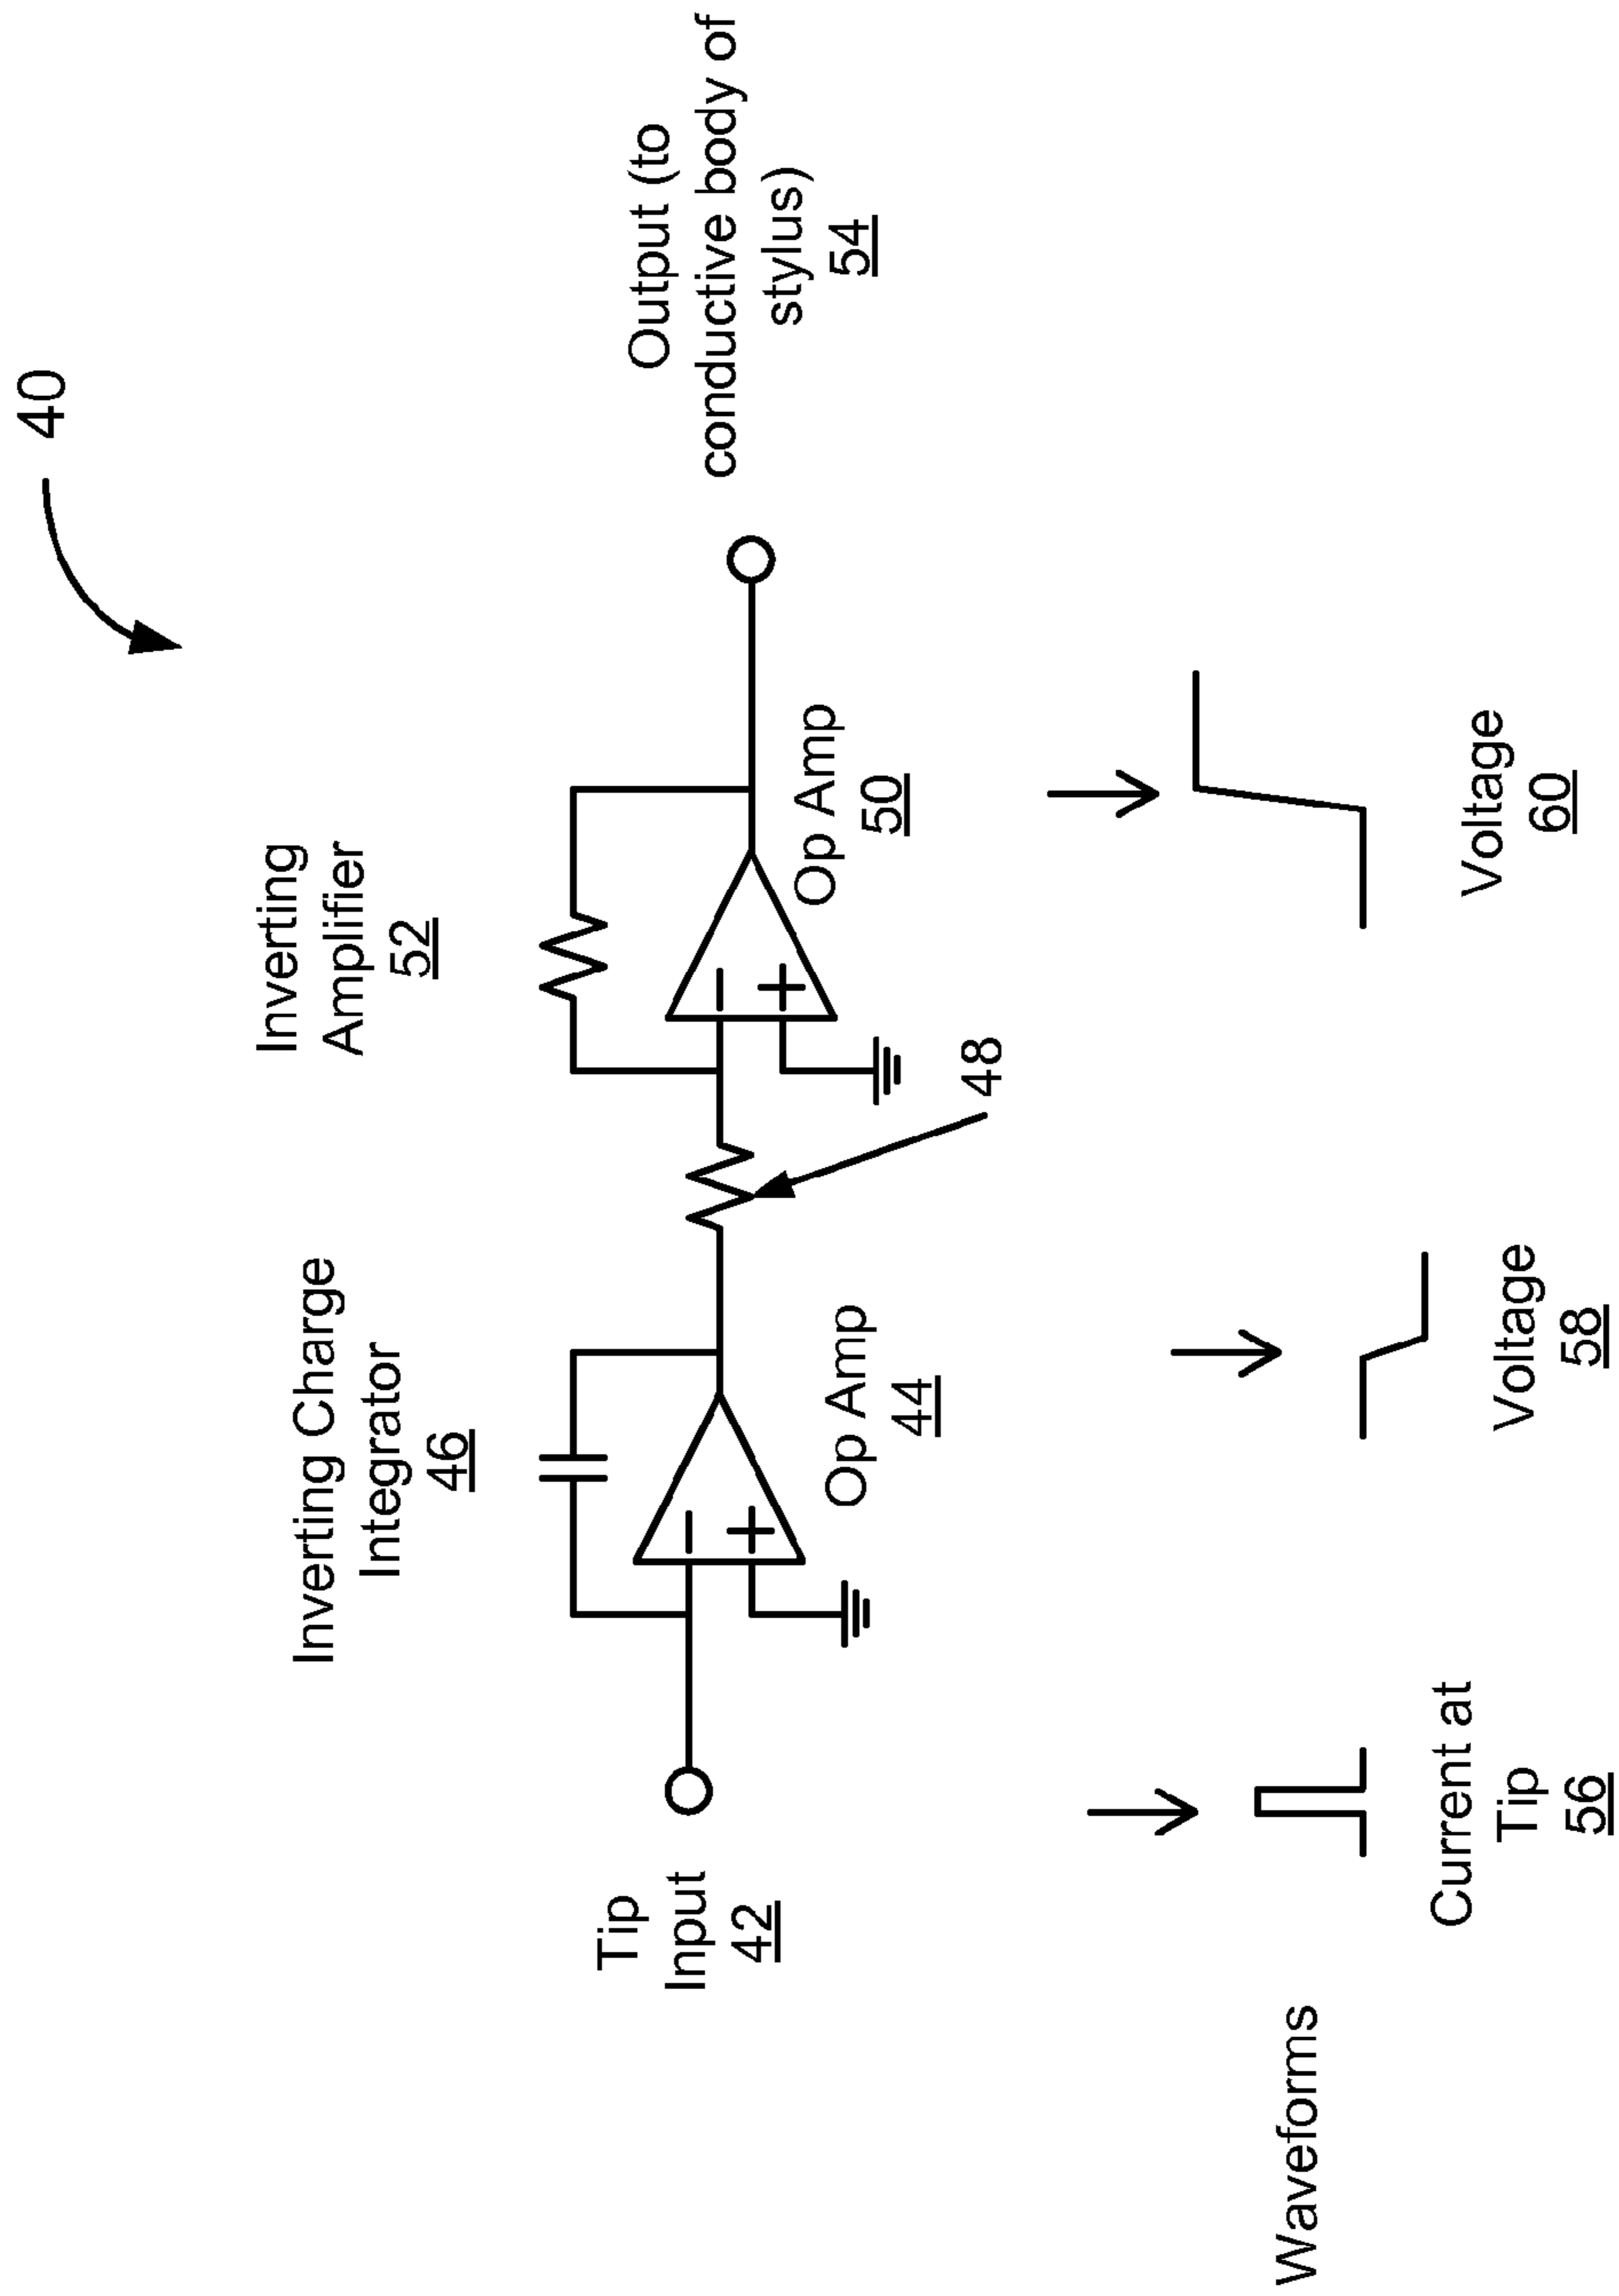 40
Inverting Charge
Integrator
46
Inverting
Amplifier
52
Tip
Input
42
Output (to
conductive body of
stylus)
54
−
+
−
+
Op Amp
44
Op Amp
50
48
Waveforms
Current at
Tip
56
Voltage
58
Voltage
60